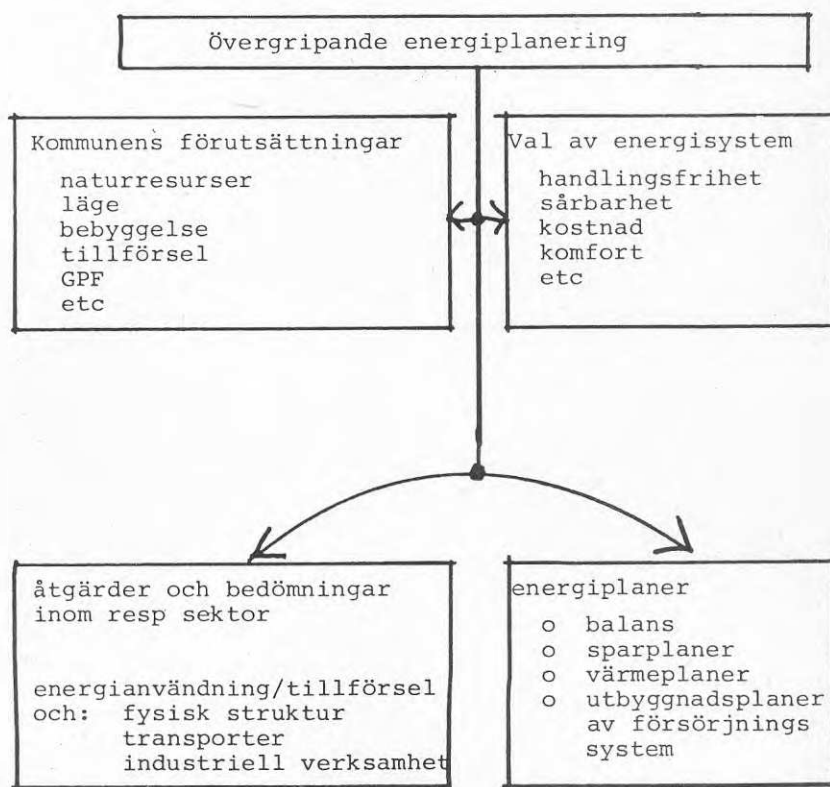 Övergripande energiplanering
Kommunens förutsättningar
naturresurser
läge
bebyggelse
tillförsel
GPF
etc
Val av energisystem
handlingsfrihet
sårbarhet
kostnad
komfort
etc
åtgärder och bedömningar
inom resp sektor
energianvändning/tillförsel
och: fysisk struktur
transporter
industriell verksamhet
energiplaner
o balans
o sparplaner
o värmeplaner
o utbyggnadsplaner
av försörjnings
system